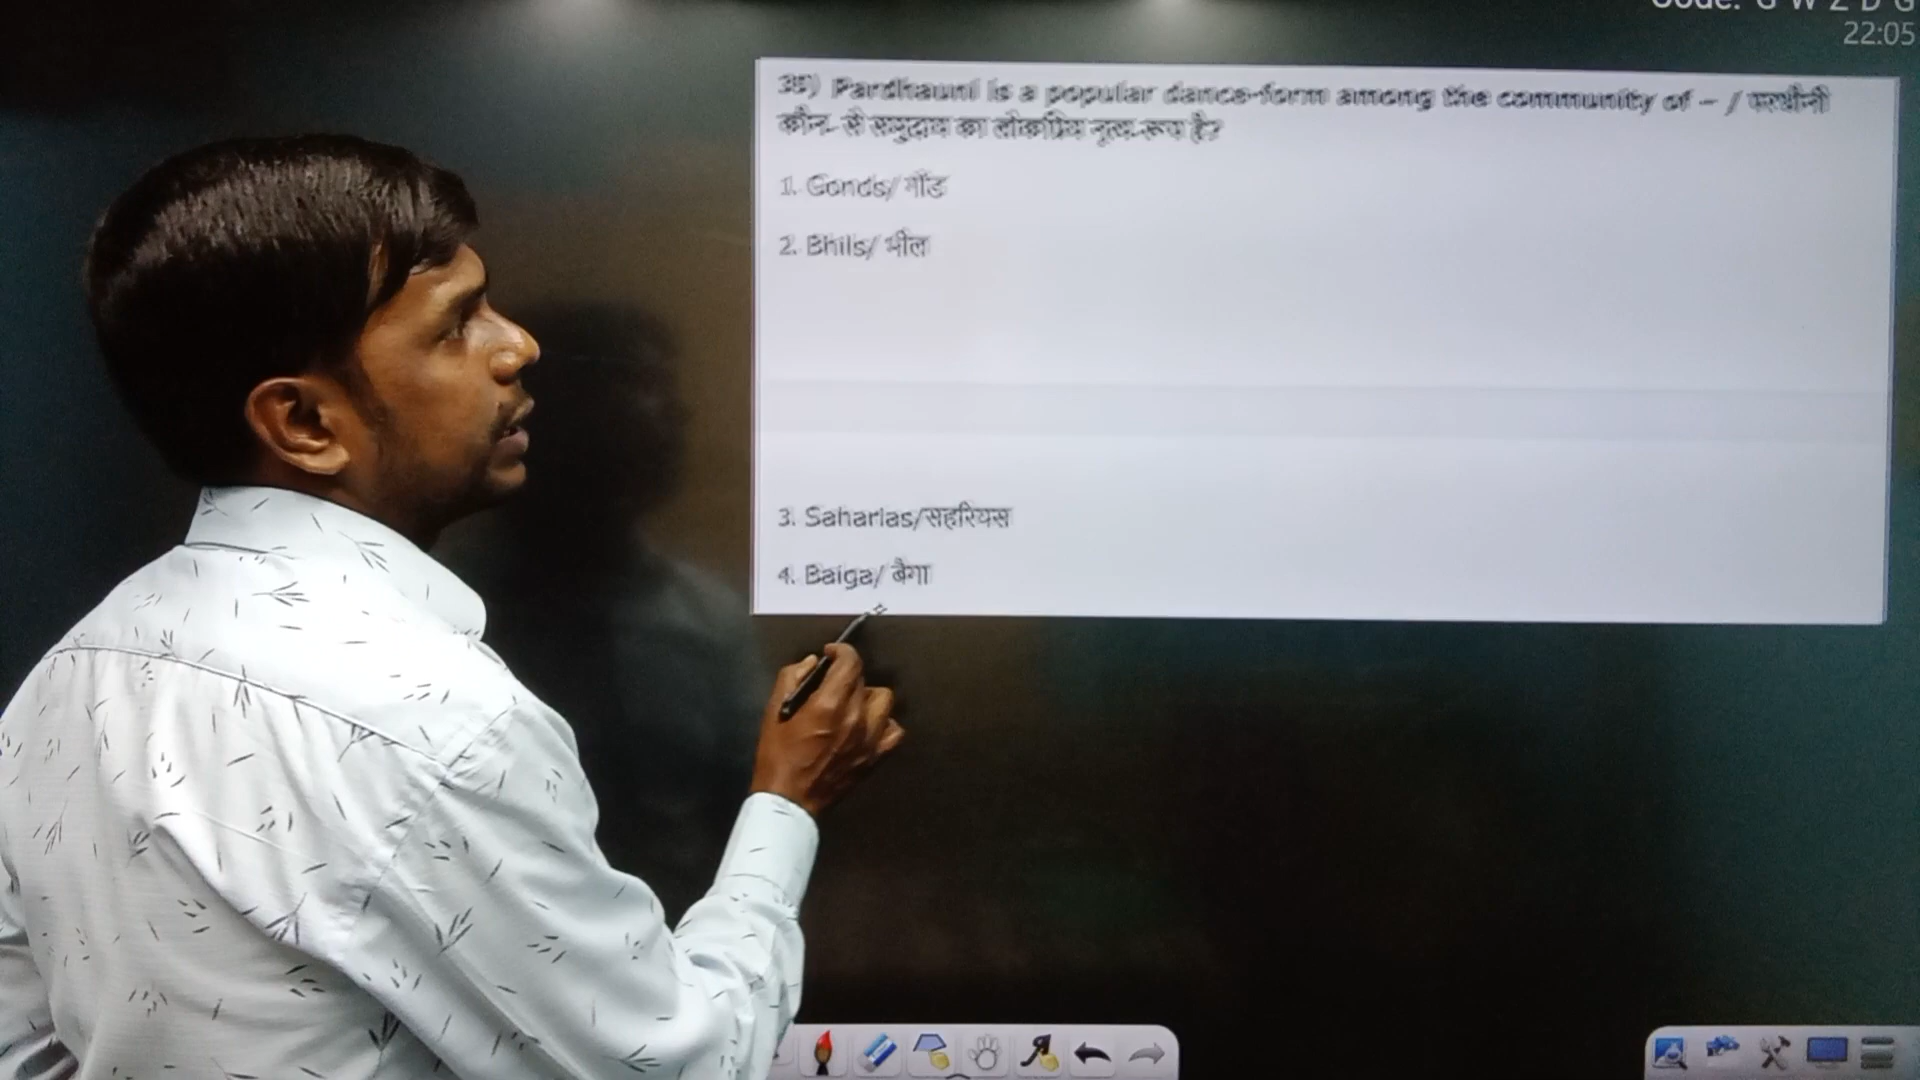 Code: G W Z D G
22:05
35) Pardhauni is a popular dance-form among the community of – / परधौनी
कौन- से समुदाय का लोकप्रिय नृत्य-रूप है?
1. Gonds/ गोंड
2. Bhils/ भील
3. Saharias/सहरियस
4. Baiga/ बैगा